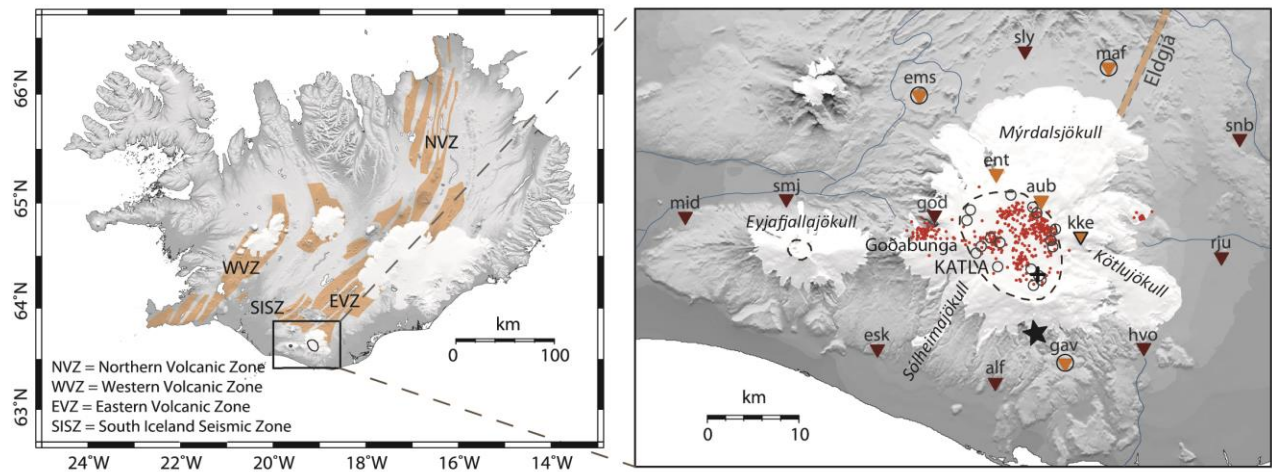 66°N
65°N
64°N
63°N
NVZ
WVZ
SISZ
EVZ
km
0
100
NVZ = Northern Volcanic Zone
WVZ = Western Volcanic Zone
EVZ = Eastern Volcanic Zone
SISZ = South Iceland Seismic Zone
24°W
22°W
20°W
18°W
16°W
14°W
sly
maf
Eldgjá
ems
snb
Mýrdalsjökull
ent
aub
smj
mid
god
kke
Eyjafjallajökull
Goðabunga
rju
KATLA
Kötlujökull
Sólheimajökull
esk
hvo
gav
alf
km
0
10